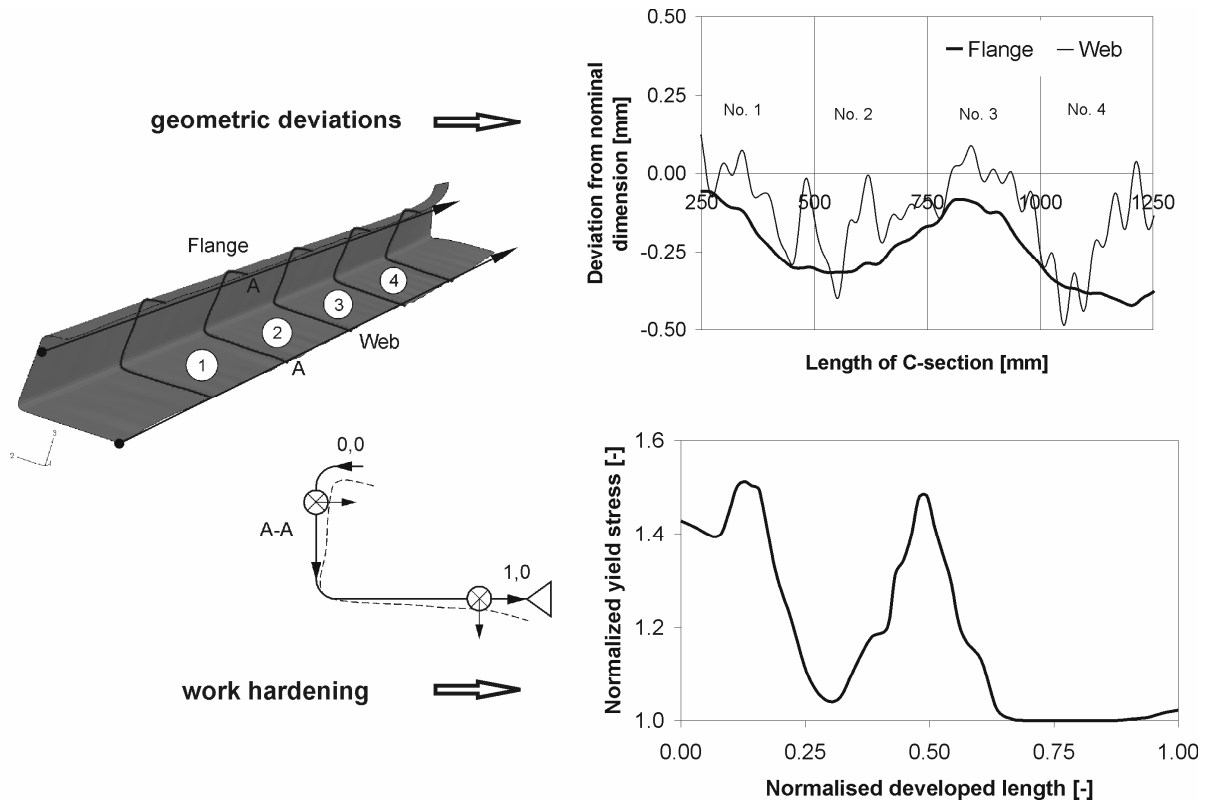 geometric deviations
Flange
A
1
2
3
4
Web
A
3
2
1
0,0
A-A
1,0
work hardening
Deviation from nominal
dimension [mm]
0.50
0.25
0.00
-0.25
-0.50
Flange
Web
No. 1
No. 2
No. 3
No. 4
250
500
750
1000
1250
Length of C-section [mm]
Normalized yield stress [-]
1.6
1.4
1.2
1.0
0.00
0.25
0.50
0.75
1.00
Normalised developed length [-]